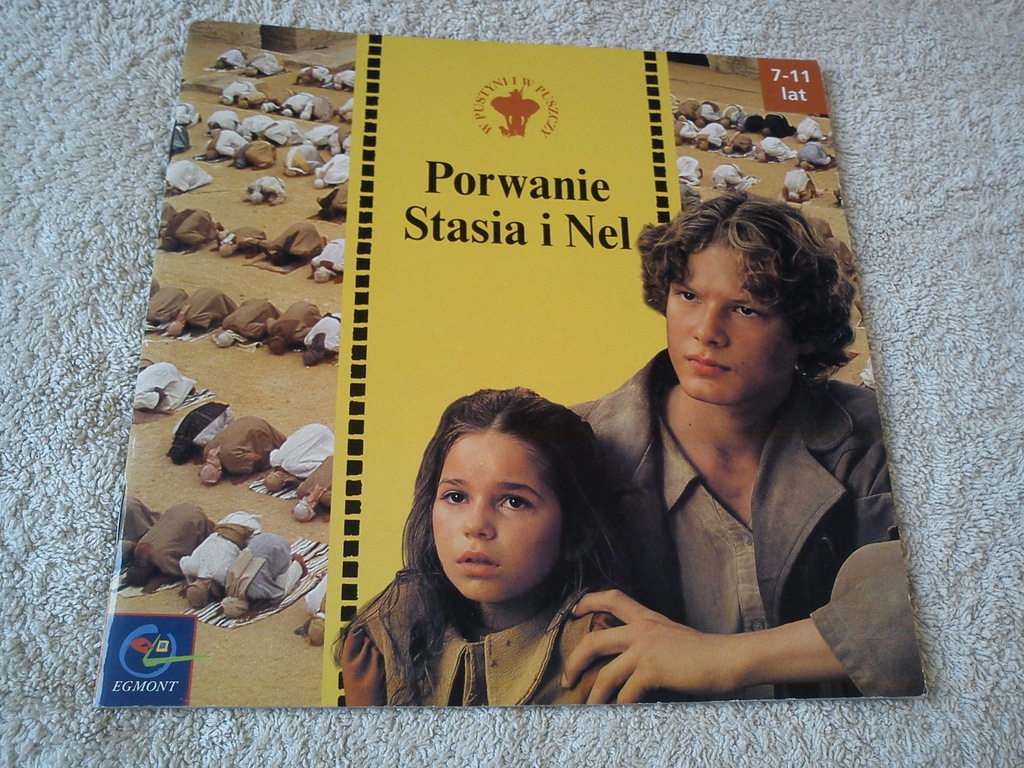 W PUSTYNI I W PUSZCZY
7-11
lat
Porwanie
Stasia i Nel
EGMONT